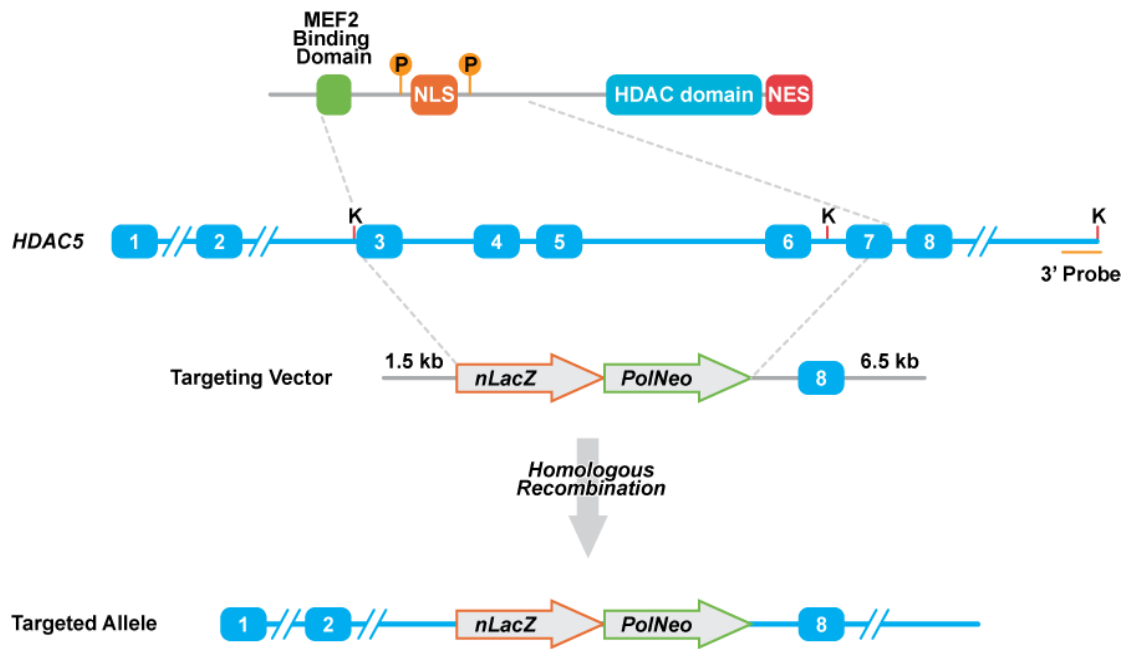 MEF2
Binding
Domain
P
P
NLS
HDAC domain
NES
K
K
K
HDAC5
1
2
3
4
5
6
7
8
3’ Probe
1.5 kb
6.5 kb
Targeting Vector
nLacZ
PolNeo
8
Homologous
Recombination
Targeted Allele
1
2
nLacZ
PolNeo
8